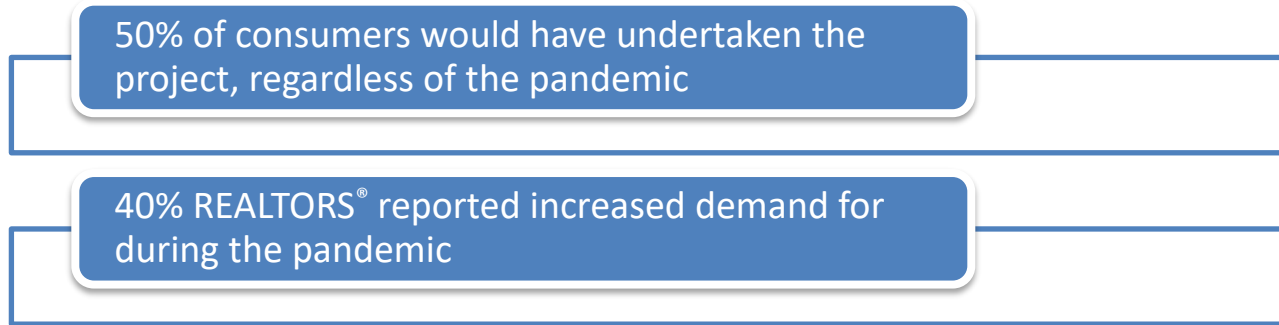 50% of consumers would have undertaken the
project, regardless of the pandemic
40% REALTORS® reported increased demand for
during the pandemic